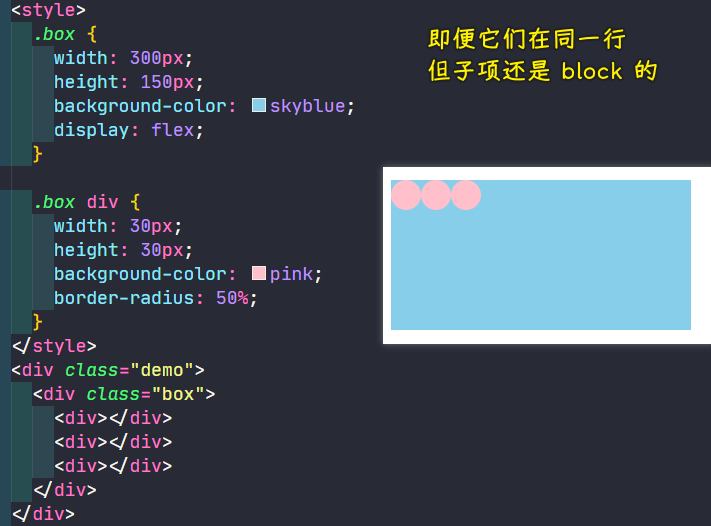 <style>
.box {
width: 300px;
height: 150px;
background-color: skyblue;
display: flex;
}
.box div {
width: 30px;
height: 30px;
background-color: pink;
border-radius: 50%;
}
</style>
<div class="demo">
<div class="box">
<div></div>
<div></div>
<div></div>
</div>
</div>
即便它们在同一行
但子项还是 block 的